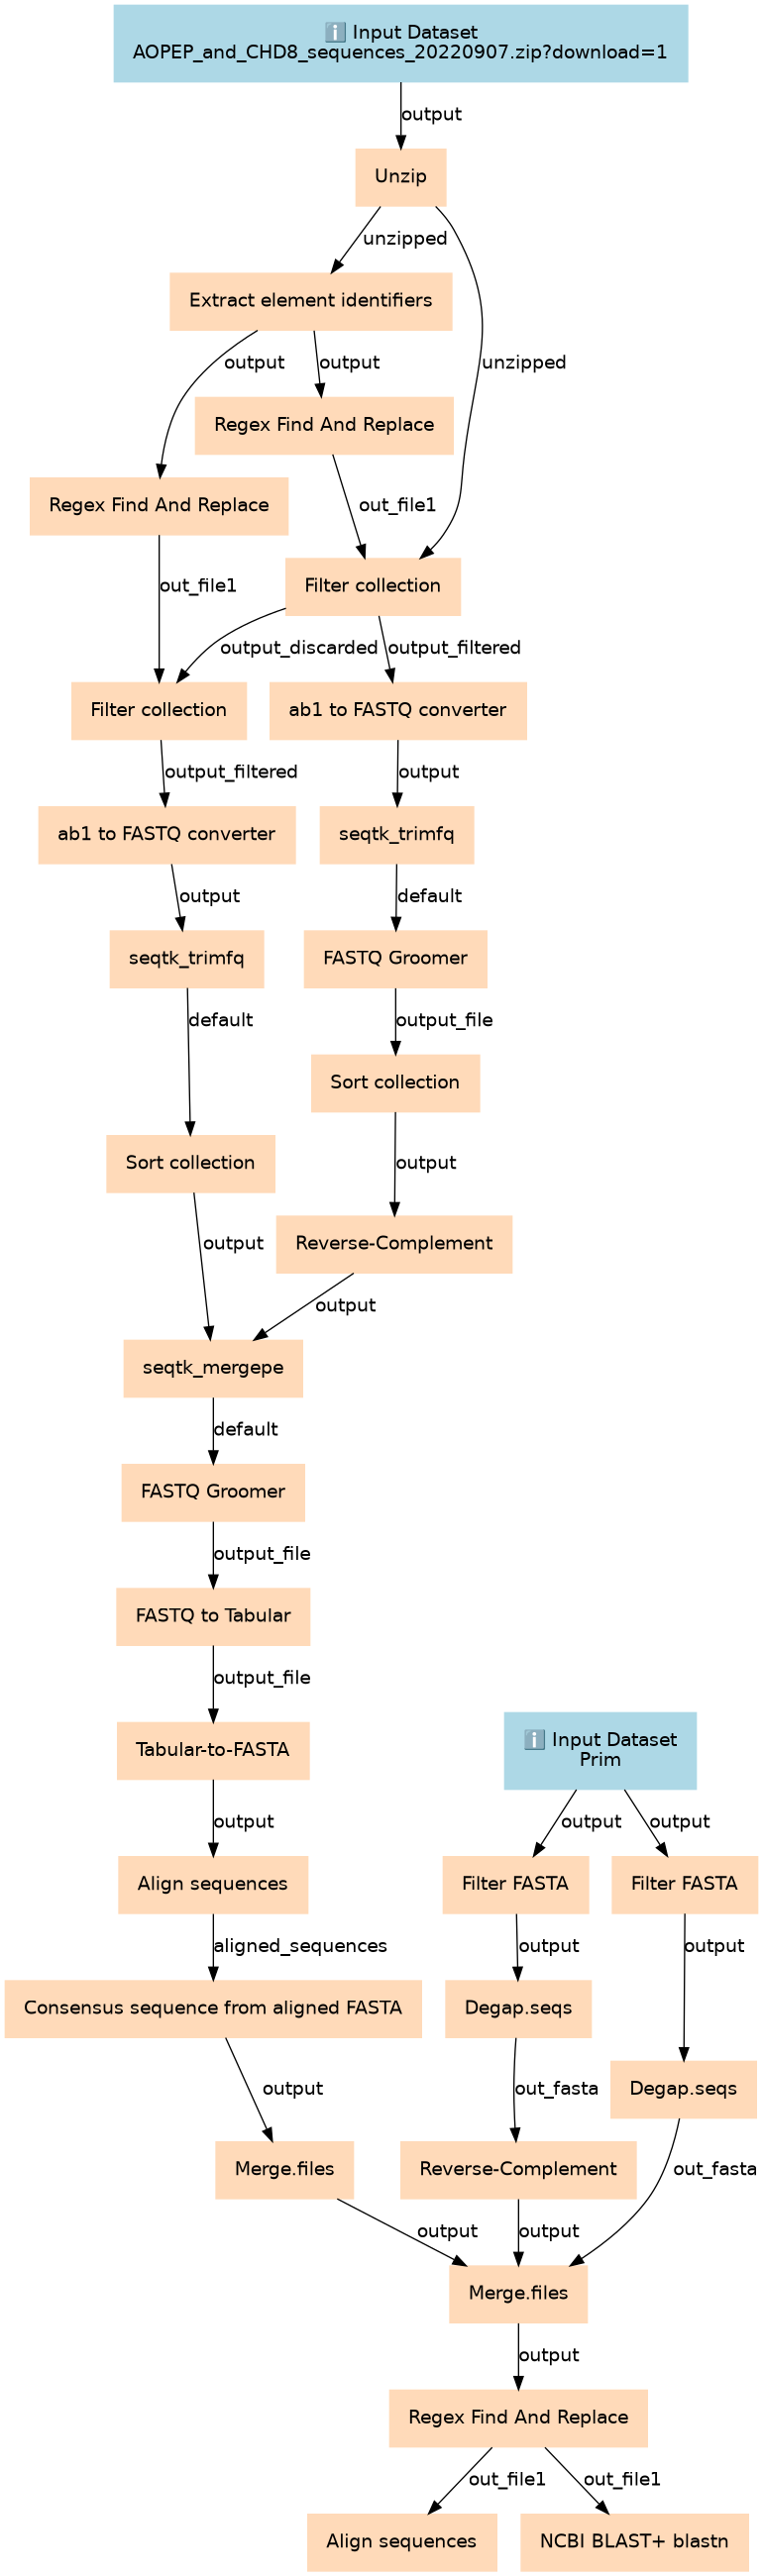 ℹ️ Input Dataset
AOPEP_and_CHD8_sequences_20220907.zip?download=1
output
Unzip
unzipped
Extract element identifiers
output
output
unzipped
Regex Find And Replace
Regex Find And Replace
out_file1
out_file1
Filter collection
output_discarded
output_filtered
Filter collection
ab1 to FASTQ converter
output_filtered
output
ab1 to FASTQ converter
seqtk_trimfq
output
default
seqtk_trimfq
FASTQ Groomer
default
output_file
Sort collection
Sort collection
output
output
Reverse-Complement
output
seqtk_mergepe
default
FASTQ Groomer
output_file
FASTQ to Tabular
output_file
ℹ️ Input Dataset
Prim
Tabular-to-FASTA
output
output
output
Align sequences
Filter FASTA
Filter FASTA
aligned_sequences
output
output
Consensus sequence from aligned FASTA
Degap.seqs
output
out_fasta
Degap.seqs
Merge.files
Reverse-Complement
out_fasta
output
output
Merge.files
output
Regex Find And Replace
out_file1
out_file1
Align sequences
NCBI BLAST+ blastn